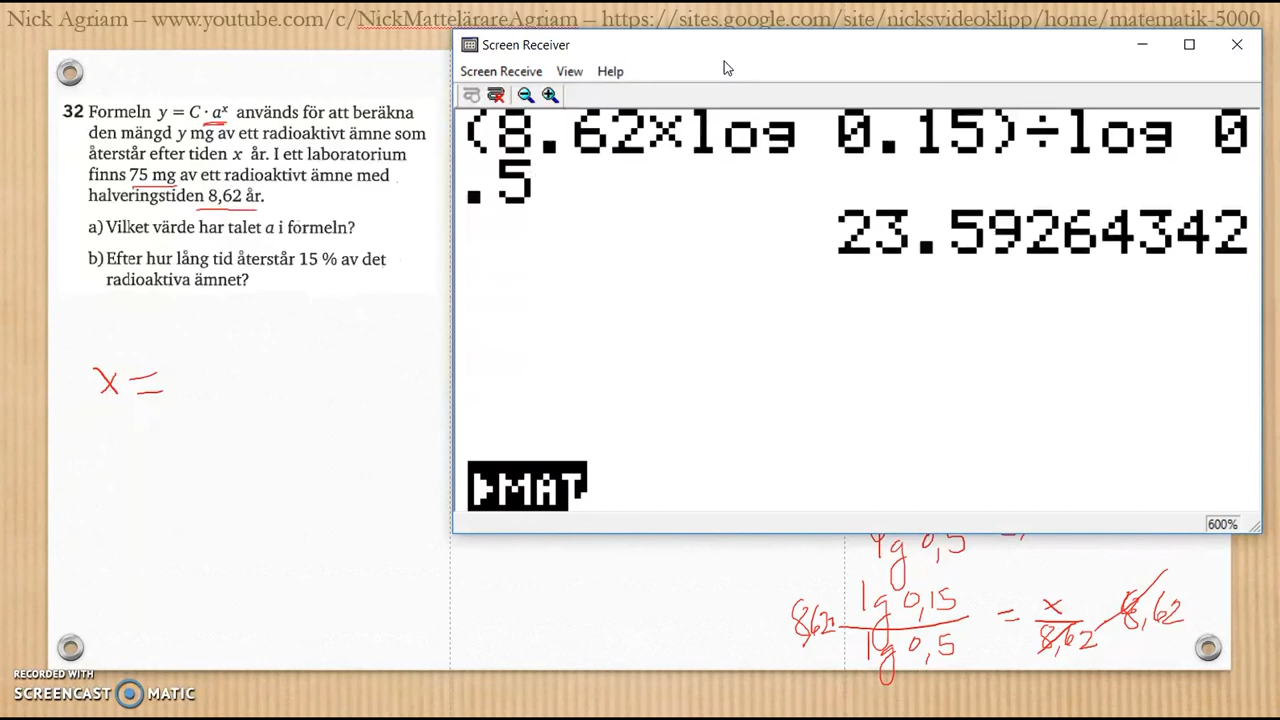 Nick Agriam – www.youtube.com/c/NickMattelärareAgriam – https://sites.google.com/site/nicksvideoklipp/home/matematik-5000
32 Formeln y = C · aˣ används för att beräkna
den mängd y mg av ett radioaktivt ämne som
återstår efter tiden x år. I ett laboratorium
finns 75 mg av ett radioaktivt ämne med
halveringstiden 8,62 år.
a) Vilket värde har talet a i formeln?
b) Efter hur lång tid återstår 15 % av det
radioaktiva ämnet?
x =
Screen Receiver
Screen Receive View Help
(8.62×log 0.15)÷log 0
.5
23.59264342
▶MAT
600%
lg 0,5
8,62· lg 0,15 / lg 0,5 = x / 8,62 · 8,62
RECORDED WITH
SCREENCAST MATIC